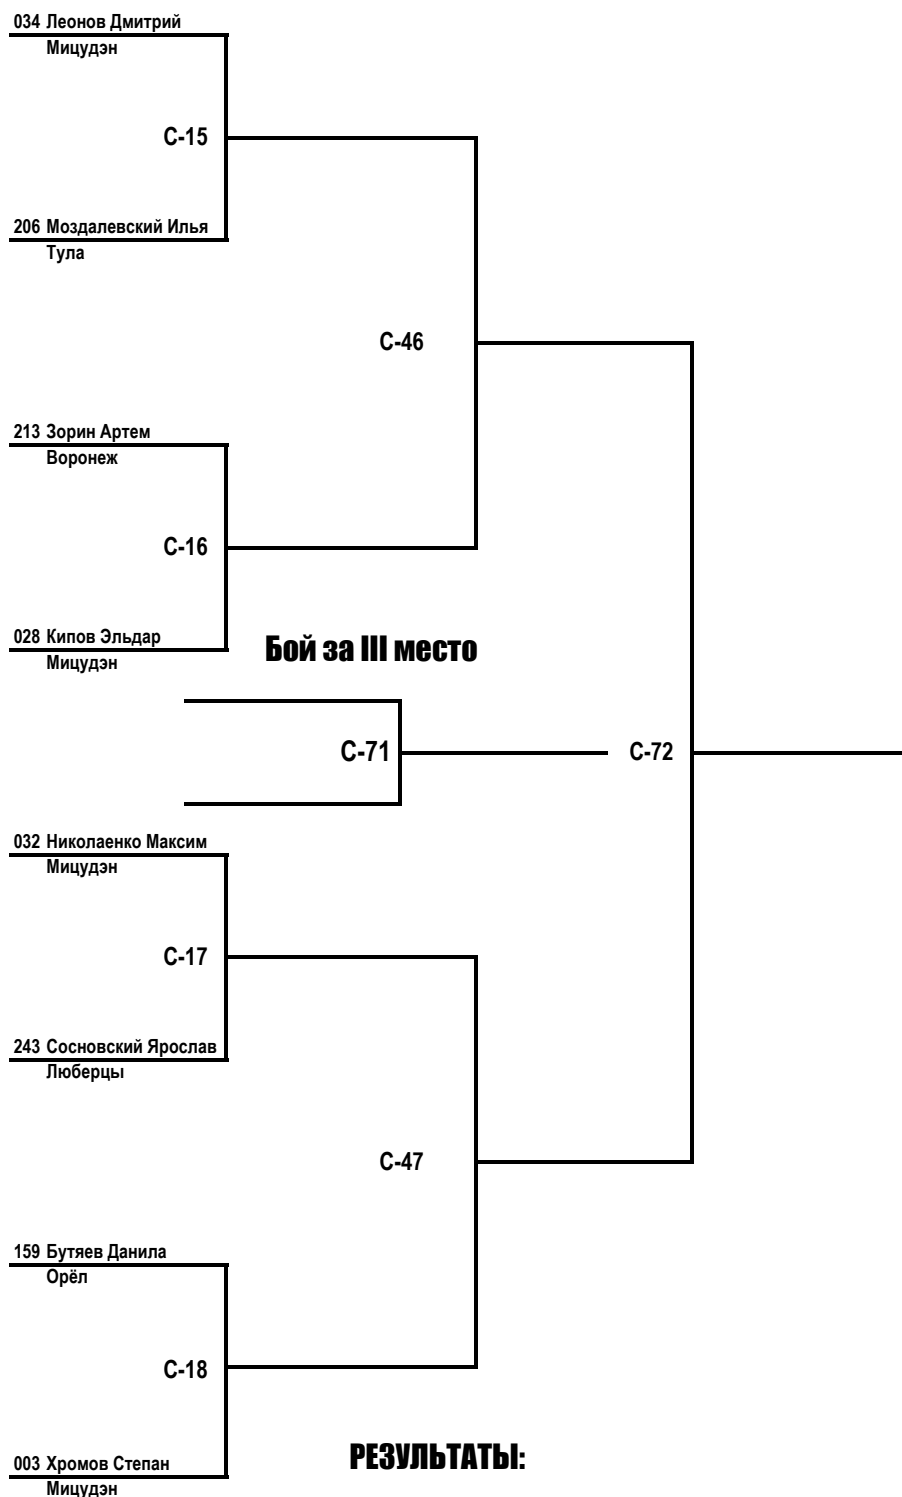 034 Леонов Дмитрий
Мицудэн
С-15
206 Моздалевский Илья
Тула
С-46
213 Зорин Артем
Воронеж
С-16
028 Кипов Эльдар
Мицудэн
Бой за III место
С-71
С-72
032 Николаенко Максим
Мицудэн
С-17
243 Сосновский Ярослав
Люберцы
С-47
159 Бутяев Данила
Орёл
С-18
003 Хромов Степан
Мицудэн
РЕЗУЛЬТАТЫ: